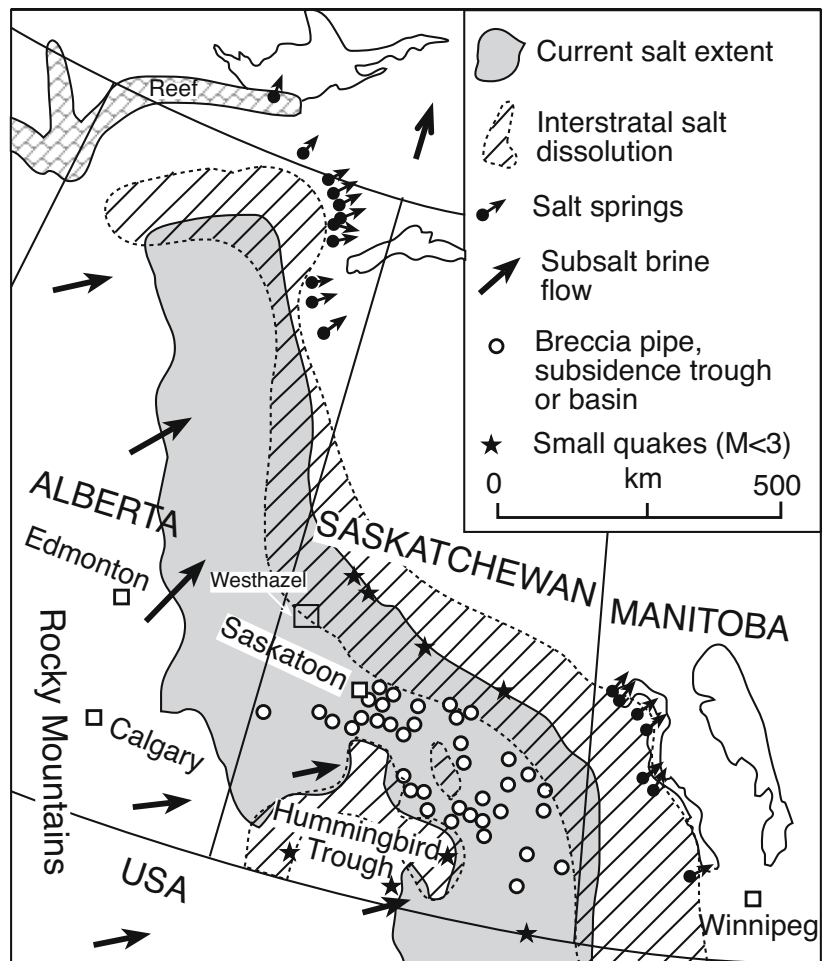 Reef
Current salt extent
Interstratal salt
dissolution
Salt springs
Subsalt brine
flow
Breccia pipe,
subsidence trough
or basin
Small quakes (M<3)
km
0 500
ALBERTA
SASKATCHEWAN
MANITOBA
Edmonton
Westhazel
Saskatoon
Rocky Mountains
Calgary
Hummingbird
Trough
USA
Winnipeg